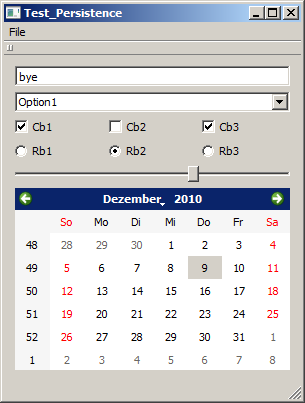 Test_Persistence
File
bye
Option1
Cb1 Cb2 Cb3
Rb1 Rb2 Rb3
Dezember, 2010
So Mo Di Mi Do Fr Sa
48 28 29 30 1 2 3 4
49 5 6 7 8 9 10 11
50 12 13 14 15 16 17 18
51 19 20 21 22 23 24 25
52 26 27 28 29 30 31 1
1 2 3 4 5 6 7 8